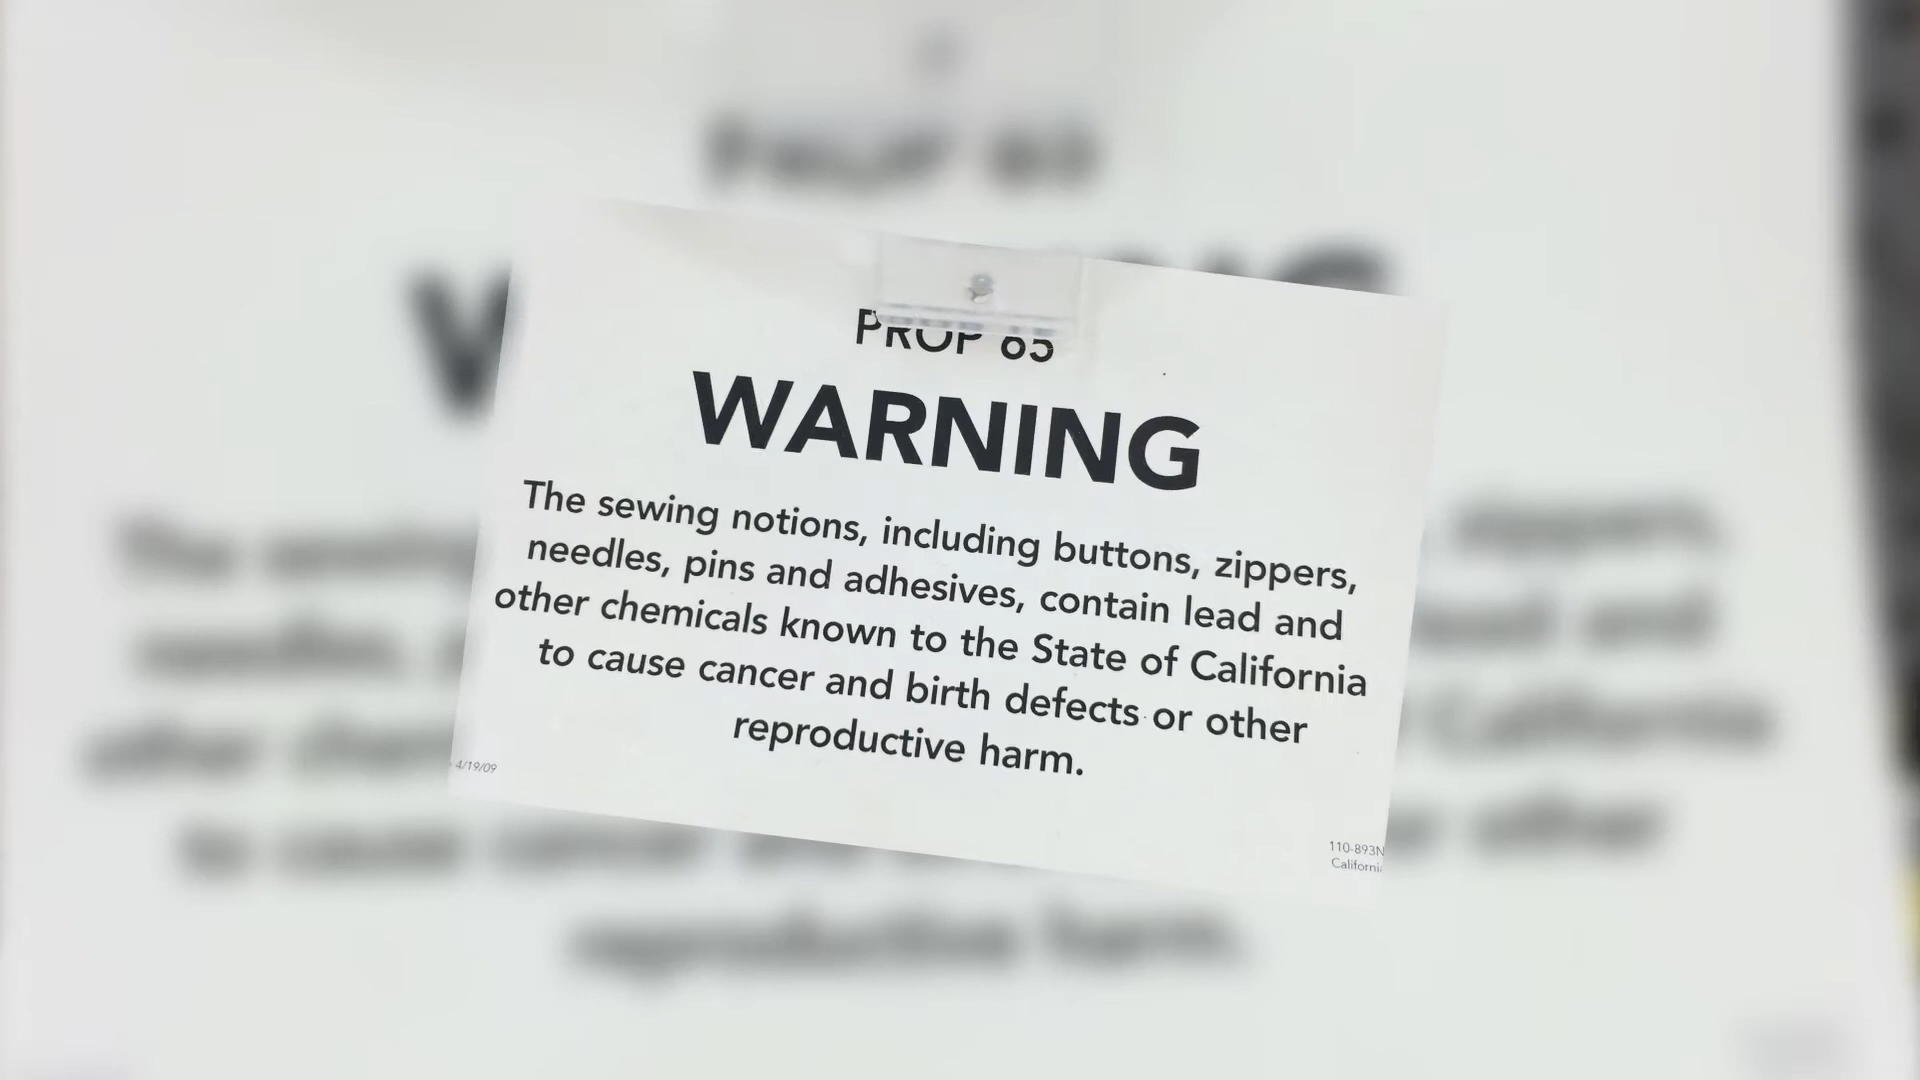 PROP 65
WARNING
The sewing notions, including buttons, zippers,
needles, pins and adhesives, contain lead and
other chemicals known to the State of California
to cause cancer and birth defects or other
reproductive harm.
4/19/09
110-893N
Californi